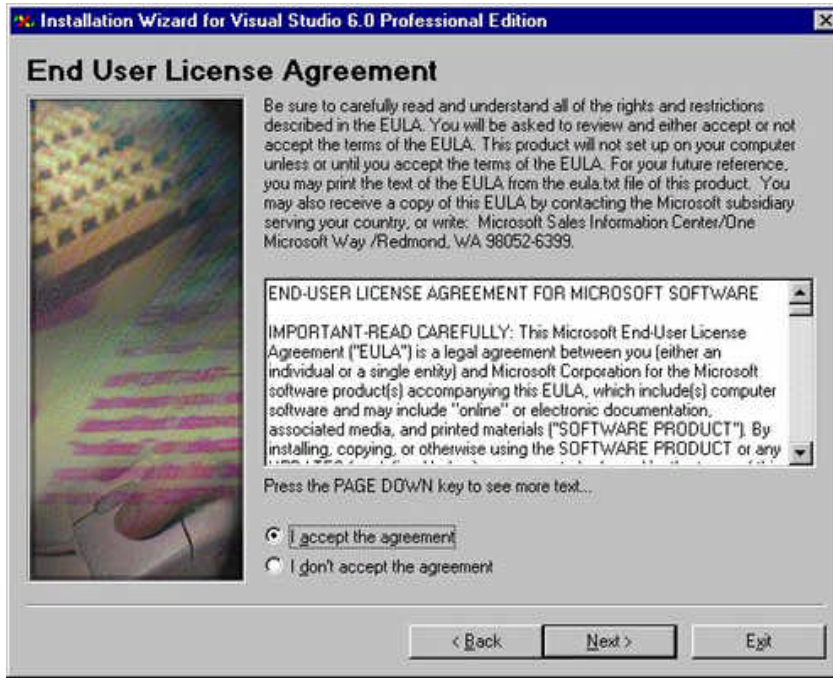 Installation Wizard for Visual Studio 6.0 Professional Edition
End User License Agreement
Be sure to carefully read and understand all of the rights and restrictions
described in the EULA. You will be asked to review and either accept or not
accept the terms of the EULA. This product will not set up on your computer
unless or until you accept the terms of the EULA. For your future reference,
you may print the text of the EULA from the eula.txt file of this product. You
may also receive a copy of this EULA by contacting the Microsoft subsidiary
serving your country, or write: Microsoft Sales Information Center/One
Microsoft Way /Redmond, WA 98052-6399.
END-USER LICENSE AGREEMENT FOR MICROSOFT SOFTWARE
IMPORTANT-READ CAREFULLY: This Microsoft End-User License
Agreement ("EULA") is a legal agreement between you (either an
individual or a single entity) and Microsoft Corporation for the Microsoft
software product(s) accompanying this EULA, which include(s) computer
software and may include "online" or electronic documentation,
associated media, and printed materials ("SOFTWARE PRODUCT"). By
installing, copying, or otherwise using the SOFTWARE PRODUCT or any
Press the PAGE DOWN key to see more text...
I accept the agreement
I don't accept the agreement
< Back
Next >
Exit